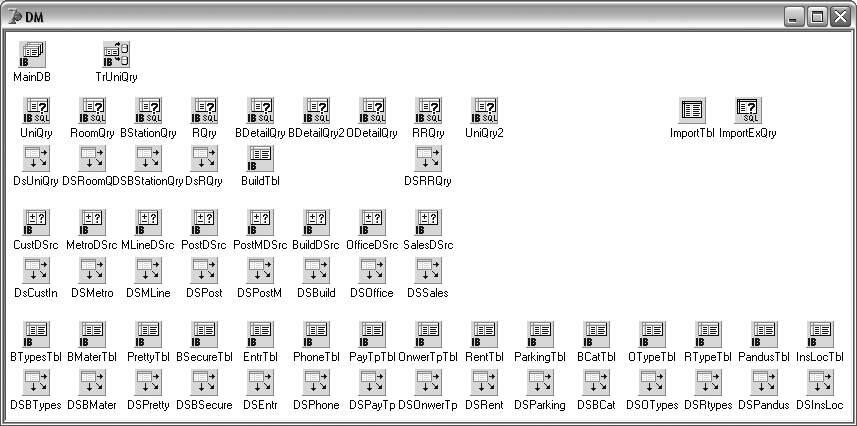 DM
MainDB TrUniQry
UniQry RoomQry BStationQry RQry BDetailQry BDetailQry2 ODetailQry RRQry UniQry2 ImportTbl ImportExQry
DsUniQry DSRoomQ DSBStationQry DsRQry BuildTbl DSRRQry
CustDSrc MetroDSrc MLineDSrc PostDSrc PostMDSrc BuildDSrc OfficeDSrc SalesDSrc
DsCustIn DSMetro DSMLine DSPost DSPostM DSBuild DSOffice DSSales
BTypesTbl BMaterTbl PrettyTbl BSecureTbl EntrTbl PhoneTbl PayTpTbl OnwerTpTbl RentTbl ParkingTbl BCatTbl OTypeTbl RTypeTbl PandusTbl InsLocTbl
DSBTypes DSBMater DSPretty DSBSecure DSEntr DSPhone DSPayTp DSOnwerTp DSRent DSParking DSBCat DSOTypes DSRtypes DSPandus DSInsLoc